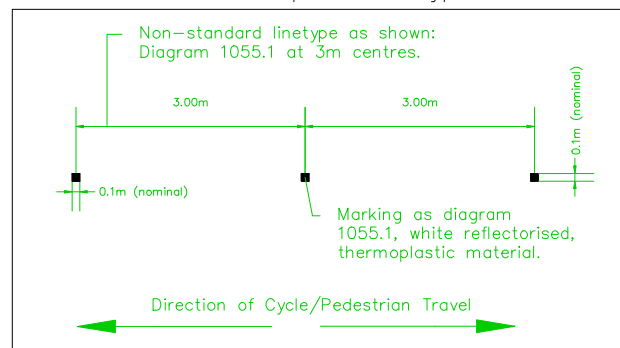 Non-standard linetype as shown:
Diagram 1055.1 at 3m centres.
3.00m
3.00m
0.1m (nominal)
0.1m (nominal)
Marking as diagram
1055.1, white reflectorised,
thermoplastic material.
Direction of Cycle/Pedestrian Travel